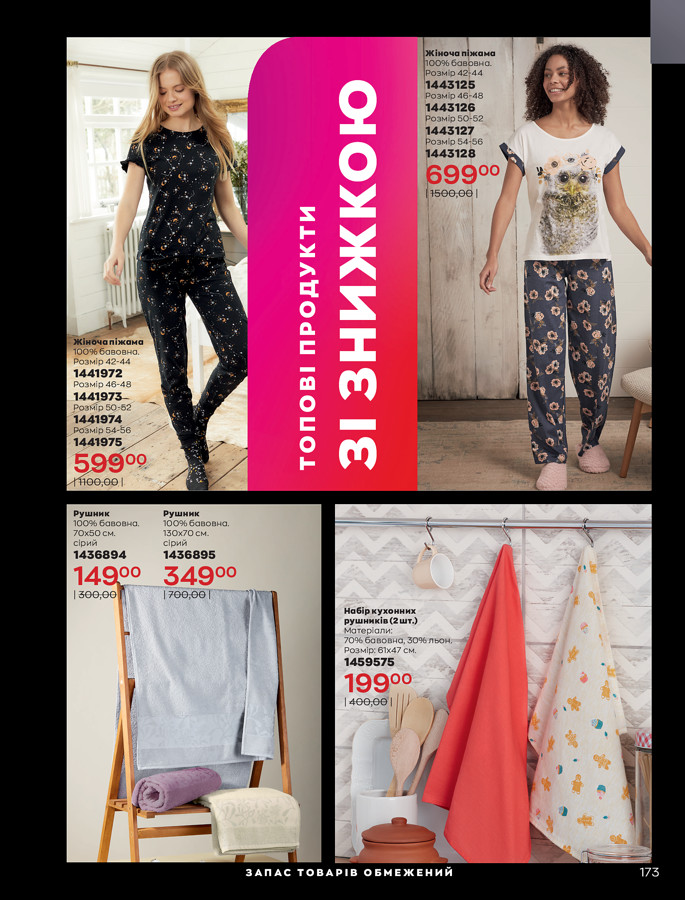 Жіноча піжама
100% бавовна.
Розмір 42-44
1441972
Розмір 46-48
1441973
Розмір 50-52
1441974
Розмір 54-56
1441975
599⁰⁰
| 1100,00 |
ТОПОВІ ПРОДУКТИ
ЗІ ЗНИЖКОЮ
Жіноча піжама
100% бавовна.
Розмір 42-44
1443125
Розмір 46-48
1443126
Розмір 50-52
1443127
Розмір 54-56
1443128
699⁰⁰
| 1500,00 |
Рушник
100% бавовна.
70х50 см.
сірий
1436894
149⁰⁰
| 300,00 |
Рушник
100% бавовна.
130х70 см.
сірий
1436895
349⁰⁰
| 700,00 |
Набір кухонних
рушників (2 шт.)
Матеріали:
70% бавовна, 30% льон.
Розмір: 61х47 см.
1459575
199⁰⁰
| 400,00 |
ЗАПАС ТОВАРІВ ОБМЕЖЕНИЙ
173